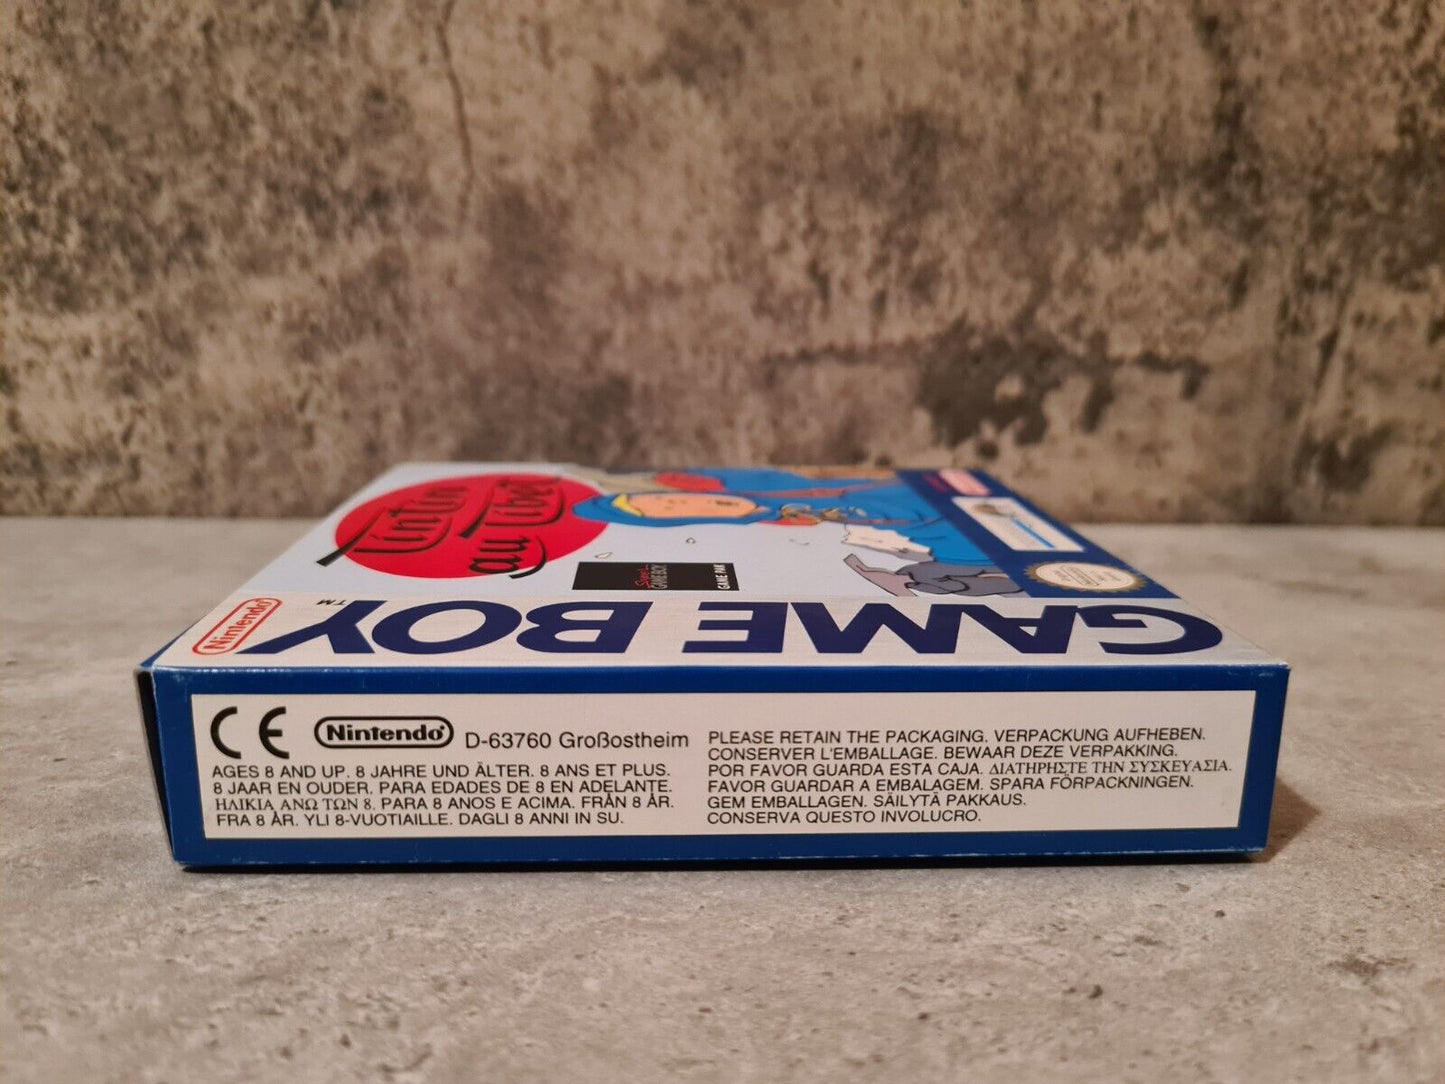 Tintin
au Tibet
Super
GAME BOY
GAME PAK
Nintendo
GAME BOY™
CE Nintendo® D-63760 Großostheim
AGES 8 AND UP. 8 JAHRE UND ÄLTER. 8 ANS ET PLUS.
8 JAAR EN OUDER. PARA EDADES DE 8 EN ADELANTE.
ΗΛΙΚΙΑ ΑΝΩ ΤΩΝ 8. PARA 8 ANOS E ACIMA. FRÅN 8 ÅR.
FRA 8 ÅR. YLI 8-VUOTIAILLE. DAGLI 8 ANNI IN SU.
PLEASE RETAIN THE PACKAGING. VERPACKUNG AUFHEBEN.
CONSERVER L'EMBALLAGE. BEWAAR DEZE VERPAKKING.
POR FAVOR GUARDA ESTA CAJA. ΔΙΑΤΗΡΗΣΤΕ ΤΗΝ ΣΥΣΚΕΥΑΣΙΑ.
FAVOR GUARDAR A EMBALAGEM. SPARA FÖRPACKNINGEN.
GEM EMBALLAGEN. SÄILYTÄ PAKKAUS.
CONSERVA QUESTO INVOLUCRO.